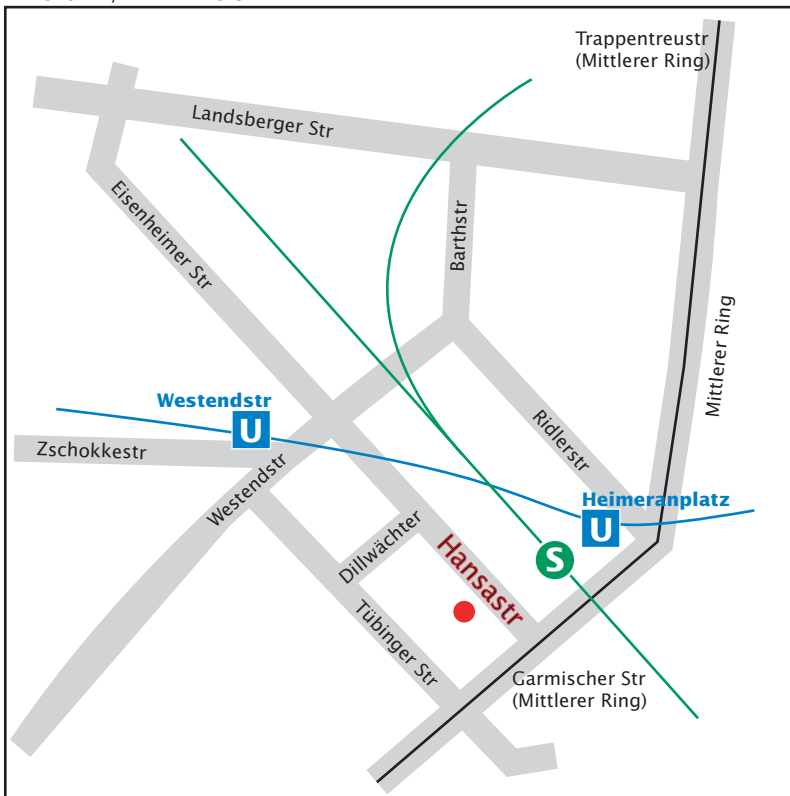 Trappentreustr
(Mittlerer Ring)
Landsberger Str
Eisenheimer Str
Barthstr
Mittlerer Ring
Westendstr
U
Zschokkestr
Ridlerstr
Westendstr
Heimeranplatz
U
Dillwächter
Hansastr
S
Tübinger Str
Garmischer Str
(Mittlerer Ring)